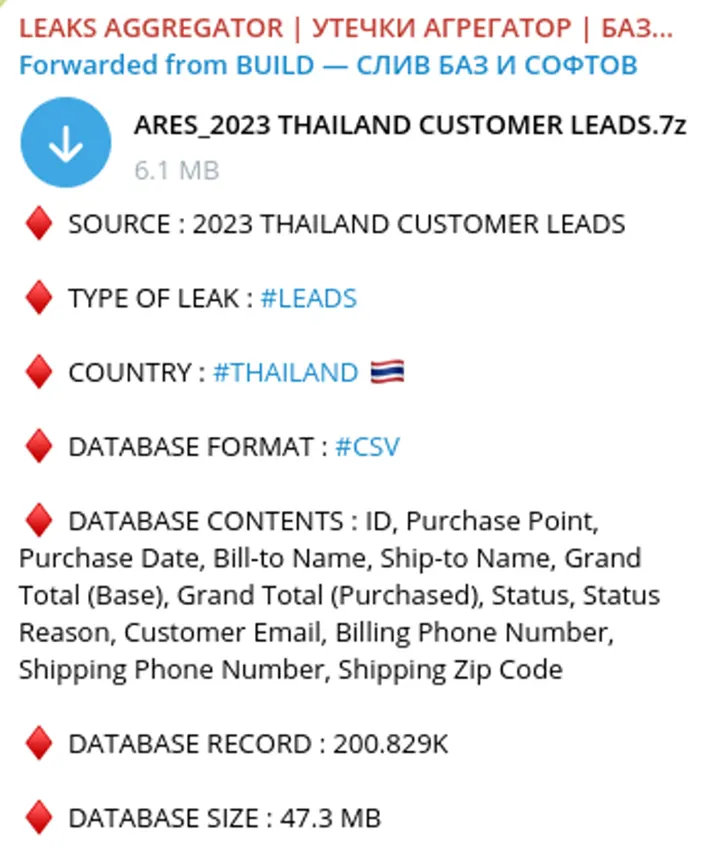 LEAKS AGGREGATOR | УТЕЧКИ АГРЕГАТОР | БАЗ...
Forwarded from BUILD — СЛИВ БАЗ И СОФТОВ
ARES_2023 THAILAND CUSTOMER LEADS.7z
6.1 MB
♦️ SOURCE : 2023 THAILAND CUSTOMER LEADS
♦️ TYPE OF LEAK : #LEADS
♦️ COUNTRY : #THAILAND 🇹🇭
♦️ DATABASE FORMAT : #CSV
♦️ DATABASE CONTENTS : ID, Purchase Point,
Purchase Date, Bill-to Name, Ship-to Name, Grand
Total (Base), Grand Total (Purchased), Status, Status
Reason, Customer Email, Billing Phone Number,
Shipping Phone Number, Shipping Zip Code
♦️ DATABASE RECORD : 200.829K
♦️ DATABASE SIZE : 47.3 MB